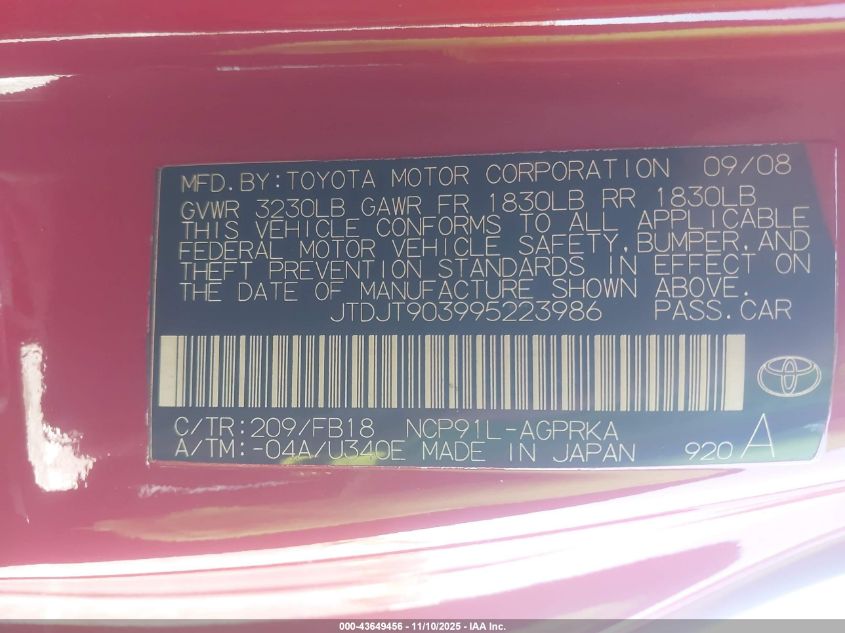 MFD. BY: TOYOTA MOTOR CORPORATION 09/08
GVWR 3230LB GAWR FR 1830LB RR 1830LB
THIS VEHICLE CONFORMS TO ALL APPLICABLE
FEDERAL MOTOR VEHICLE SAFETY, BUMPER, AND
THEFT PREVENTION STANDARDS IN EFFECT ON
THE DATE OF MANUFACTURE SHOWN ABOVE.
JTDJT903995223986 PASS. CAR
C/TR: 209/FB18 NCP91L-AGPRKA
A/TM: -04A/U340E MADE IN JAPAN 920 A
000-43649456 - 11/10/2025 - IAA Inc.